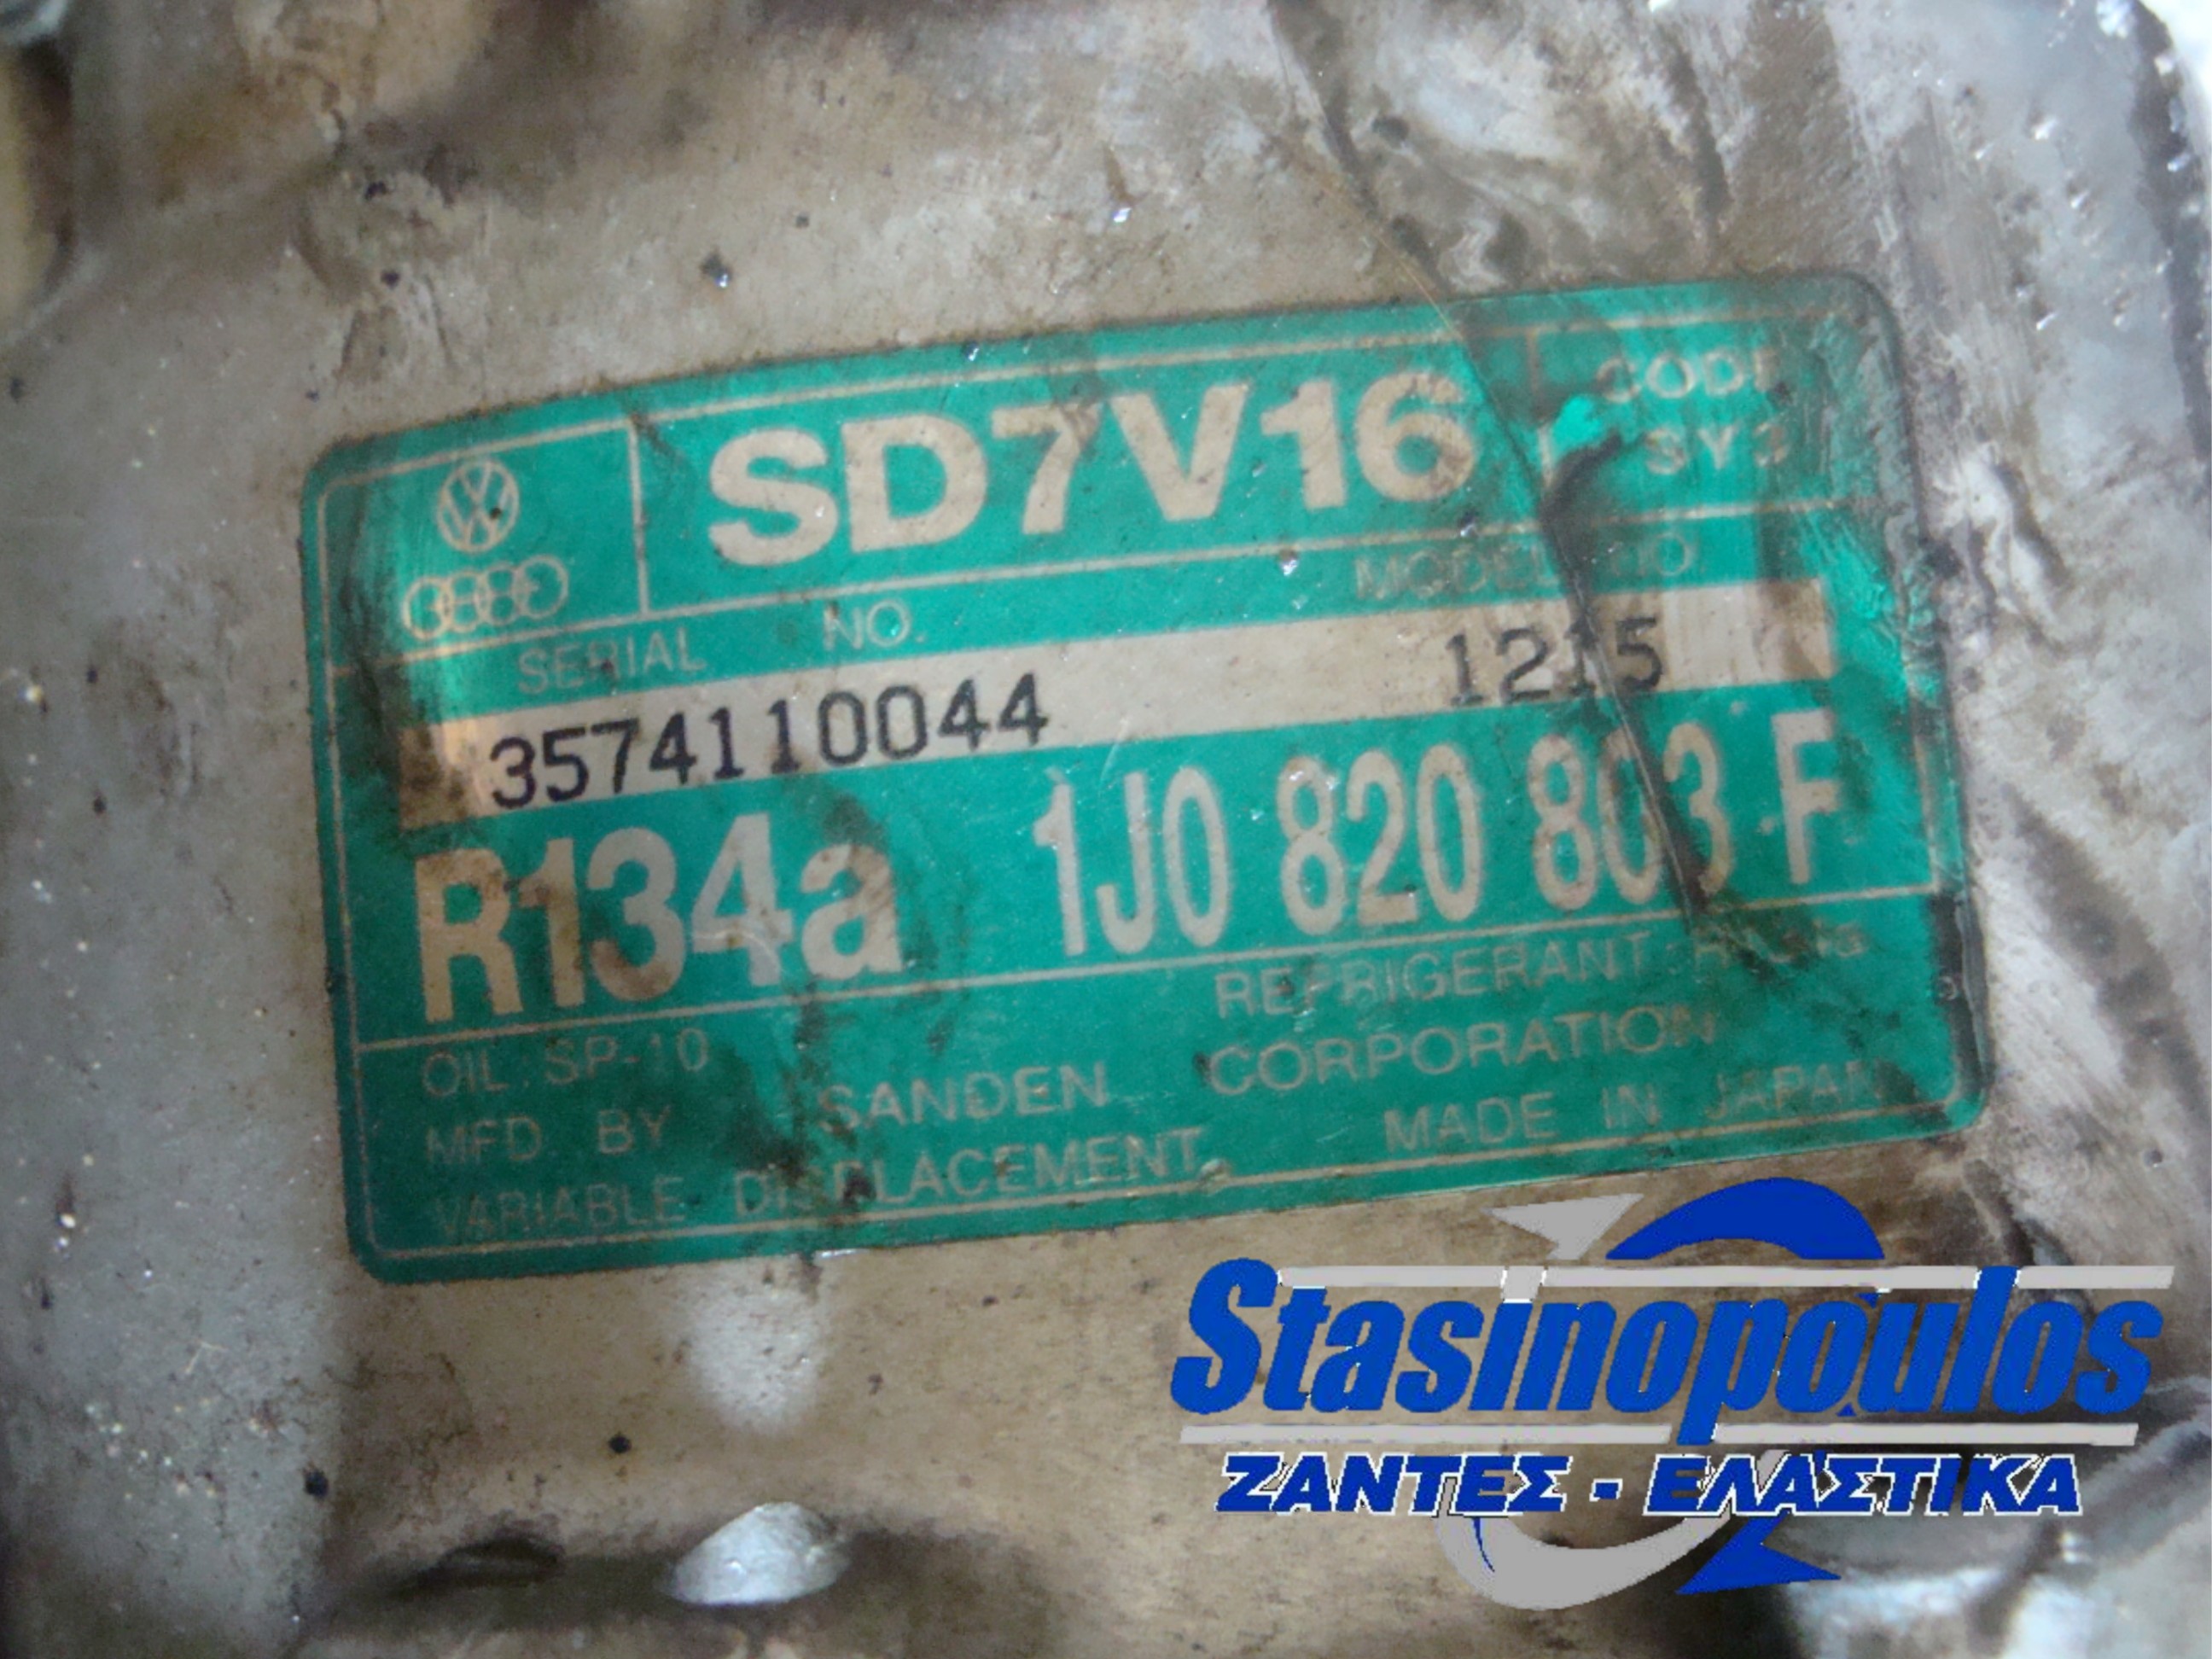 SD7V16
CODE
SY3
SERIAL NO.
MODEL NO.
3574110044
1215
R134a 1J0 820 803 F
OIL SP-10
REFRIGERANT
MFD BY SANDEN CORPORATION
VARIABLE DISPLACEMENT
MADE IN JAPAN
Stasinopoulos
ΖΑΝΤΕΣ - ΕΛΑΣΤΙΚΑ